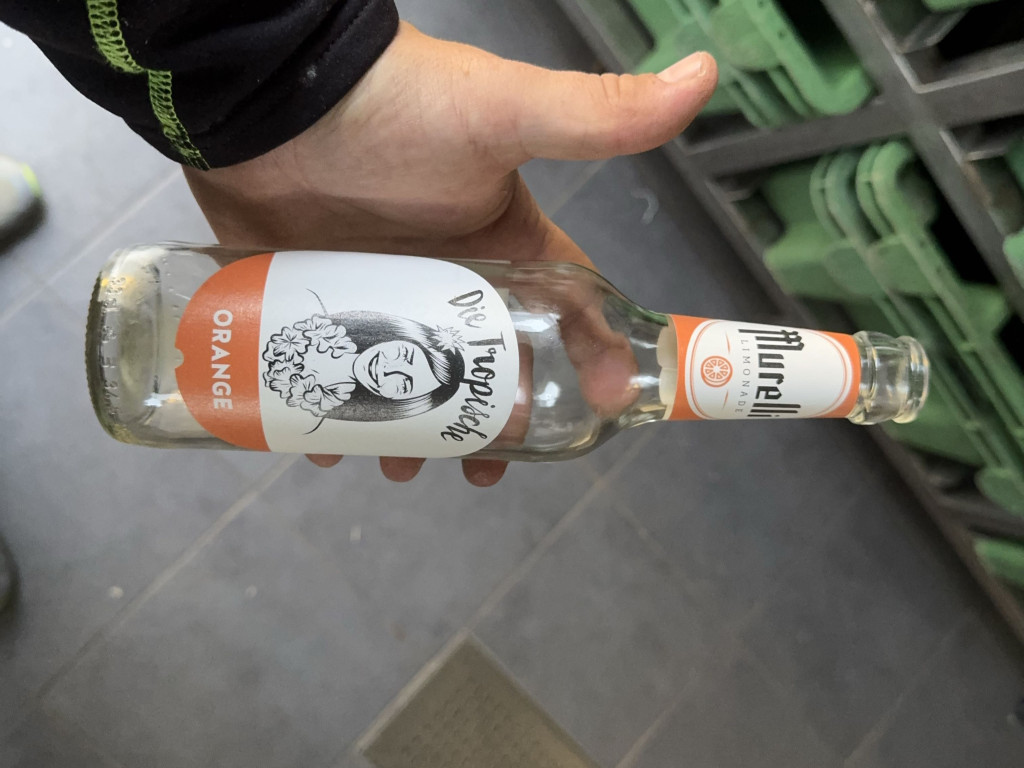 Murelli
LIMONADE
Die Tropische
ORANGE